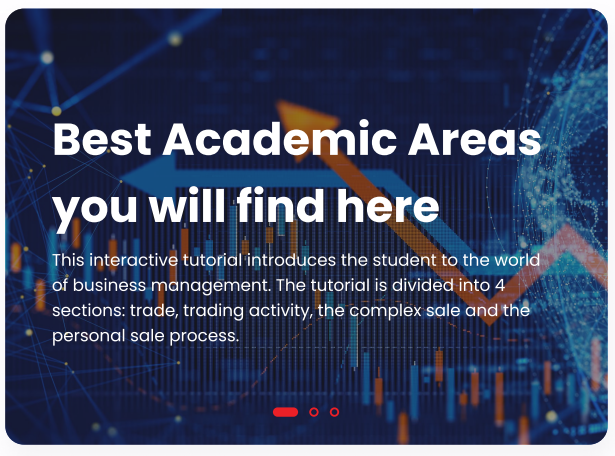 Best Academic Areas
you will find here
This interactive tutorial introduces the student to the world
of business management. The tutorial is divided into 4
sections: trade, trading activity, the complex sale and the
personal sale process.